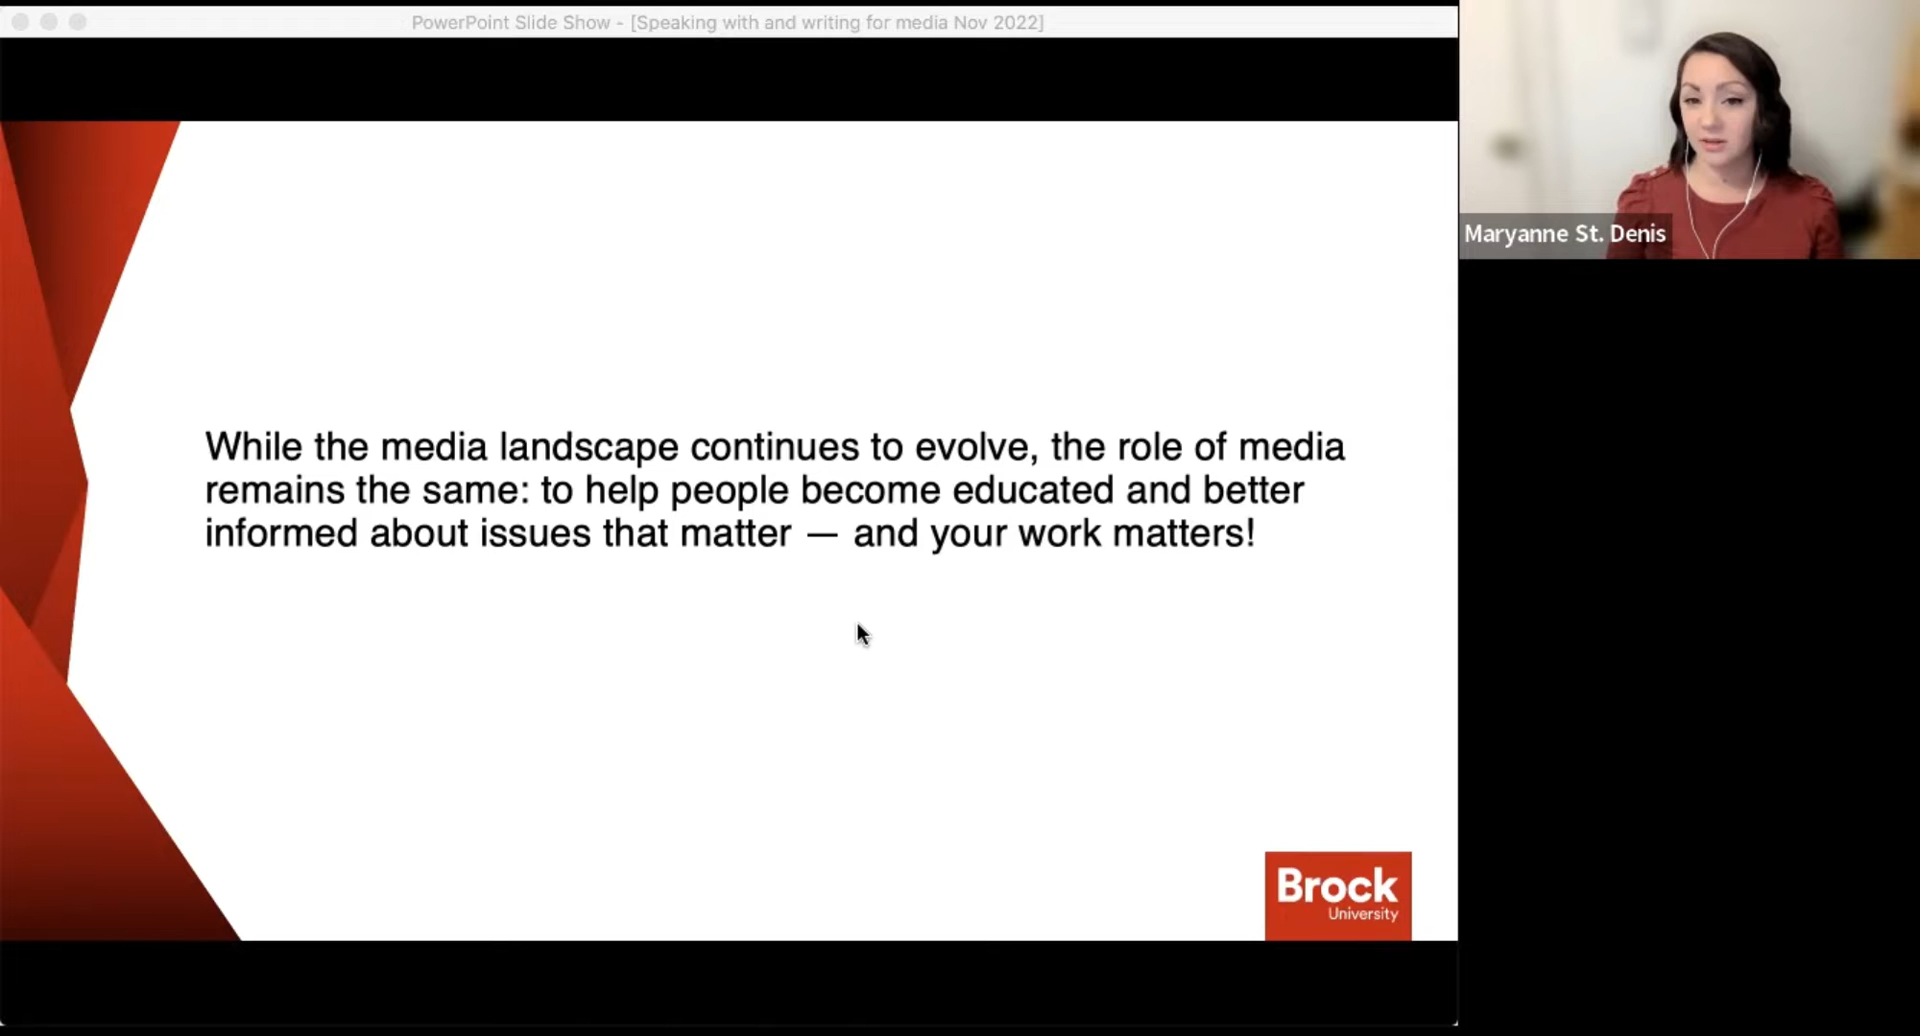 PowerPoint Slide Show - [Speaking with and writing for media Nov 2022]
Maryanne St. Denis
While the media landscape continues to evolve, the role of media
remains the same: to help people become educated and better
informed about issues that matter — and your work matters!
Brock
University